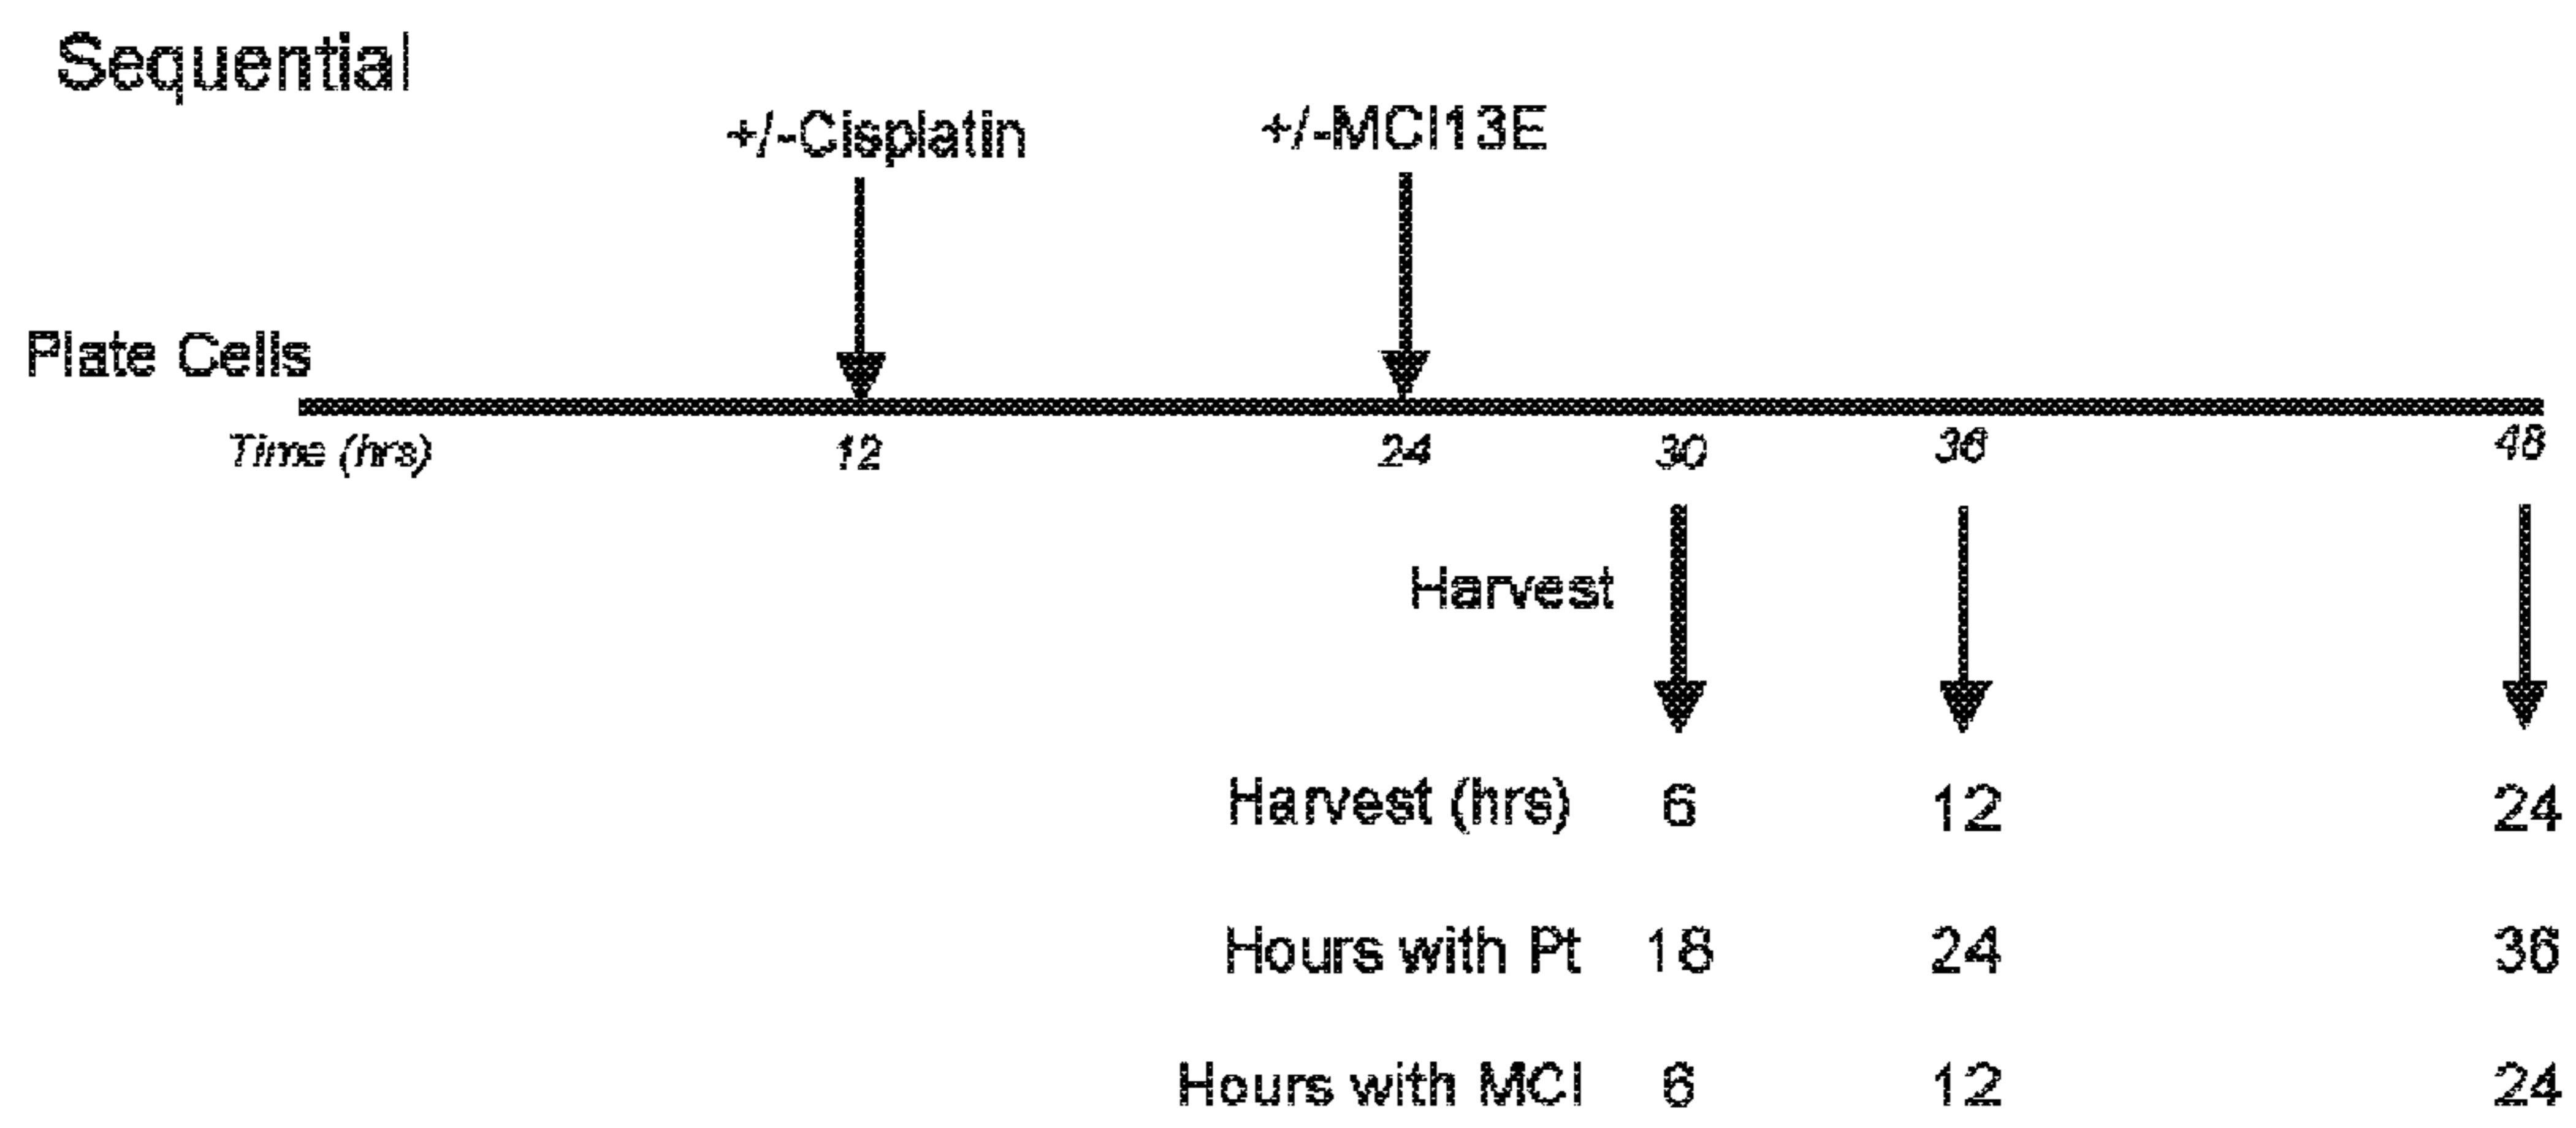 Sequential
+/-Cisplatin +/-MCI13E
Plate Cells
Time (hrs) 12 24 30 36 48
Harvest
Harvest (hrs) 6 12 24
Hours with Pt 18 24 36
Hours with MCI 6 12 24